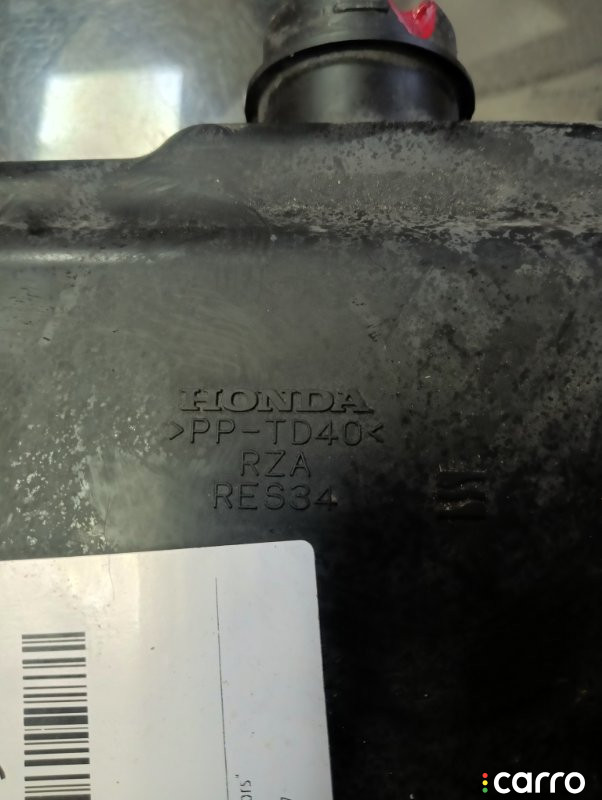 HONDA
>PP-TD40<
RZA
RES34
carro